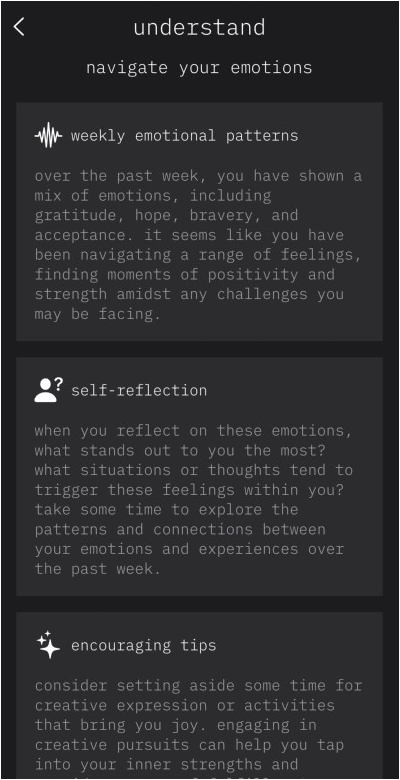 understand
navigate your emotions
weekly emotional patterns
over the past week, you have shown a
mix of emotions, including
gratitude, hope, bravery, and
acceptance. it seems like you have
been navigating a range of feelings,
finding moments of positivity and
strength amidst any challenges you
may be facing.
self-reflection
when you reflect on these emotions,
what stands out to you the most?
what situations or thoughts tend to
trigger these feelings within you?
take some time to explore the
patterns and connections between
your emotions and experiences over
the past week.
encouraging tips
consider setting aside some time for
creative expression or activities
that bring you joy. engaging in
creative pursuits can help you tap
into your inner strengths and